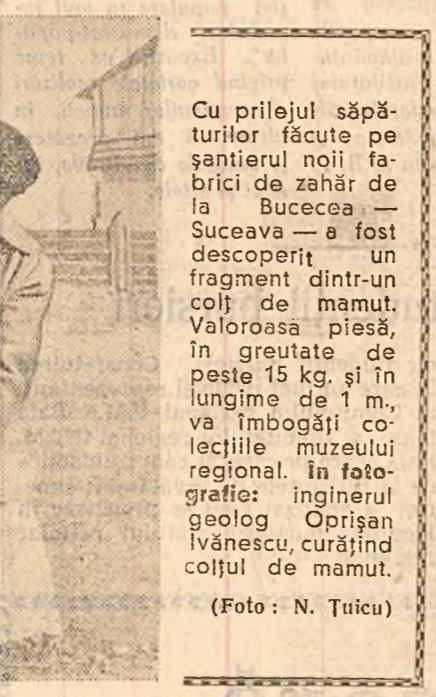 Cu prilejul săpă-
turilor făcute pe
șantierul noii fa-
brici de zahăr de
la Bucecea —
Suceava — a fost
descoperit un
fragment dintr-un
colț de mamut.
Valoroasa piesă,
în greutate de
peste 15 kg. și în
lungime de 1 m.,
va îmbogăți co-
lecțiile muzeului
regional. În foto-
grafie: inginerul
geolog Oprișan
Ivănescu, curățind
colțul de mamut.
(Foto : N. Țuicu)